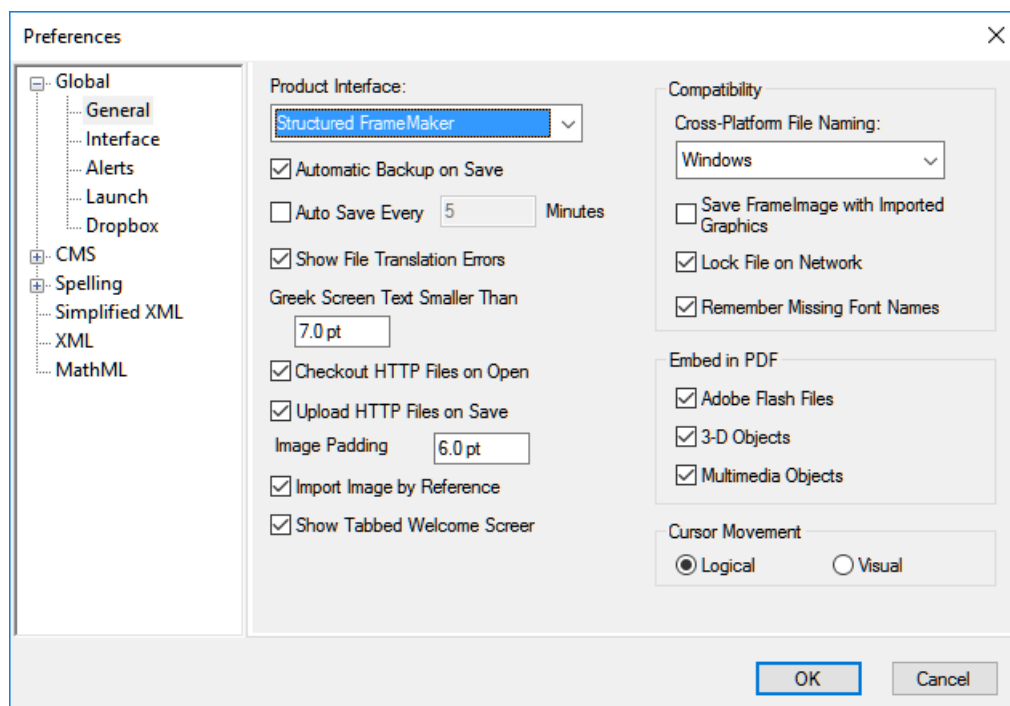 Preferences
Global
General
Interface
Alerts
Launch
Dropbox
CMS
Spelling
Simplified XML
XML
MathML
Product Interface:
Structured FrameMaker
Automatic Backup on Save
Auto Save Every 5 Minutes
Show File Translation Errors
Greek Screen Text Smaller Than
7.0 pt
Checkout HTTP Files on Open
Upload HTTP Files on Save
Image Padding 6.0 pt
Import Image by Reference
Show Tabbed Welcome Screer
Compatibility
Cross-Platform File Naming:
Windows
Save FrameImage with Imported
Graphics
Lock File on Network
Remember Missing Font Names
Embed in PDF
Adobe Flash Files
3-D Objects
Multimedia Objects
Cursor Movement
Logical Visual
OK Cancel